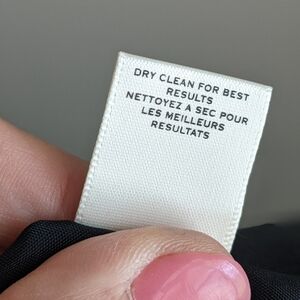 DRY CLEAN FOR BEST
RESULTS
NETTOYEZ A SEC POUR
LES MEILLEURS
RESULTATS